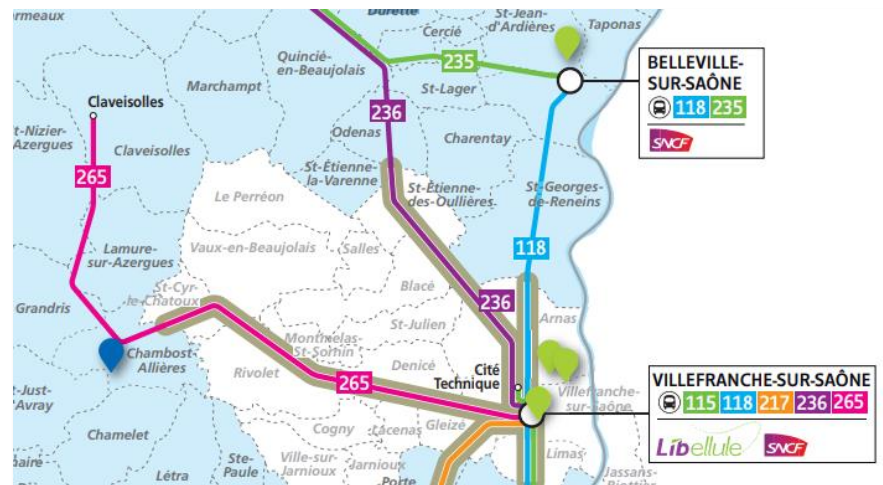 ermeaux
Durette
St-Jean-
d'Ardières
Taponas
Cercié
Quincié
en-Beaujolais
235
BELLEVILLE-
SUR-SAÔNE
118 235
SNCF
Marchampt
St-Lager
Claveisolles
236
Odenas
Charentay
t-Nizier-
Azergues
Claveisolles
265
St-Étienne-
la-Varenne
St-Étienne-
des-Oullières
St-Georges-
de-Reneins
Le Perréon
Lamure-
sur-Azergues
Vaux-en-Beaujolais
Salles
118
St-Cyr-
le-Chatoux
Blacé
236
Grandris
St-Julien
Arnas
Montmelas-
St-Sorlin
Chambost-
Allières
Rivolet
265
Denicé
Cité
Technique
Villefranche-
sur-Saône
VILLEFRANCHE-SUR-SAÔNE
115 118 217 236 265
Libellule SNCF
t-Just-
'Avray
Chamelet
Cogny
Lacenas
Gleizé
Limas
Ste-
Paule
Ville-sur-
Jarnioux
Jarnioux
Porte
Jassans-
Riottier
Létra